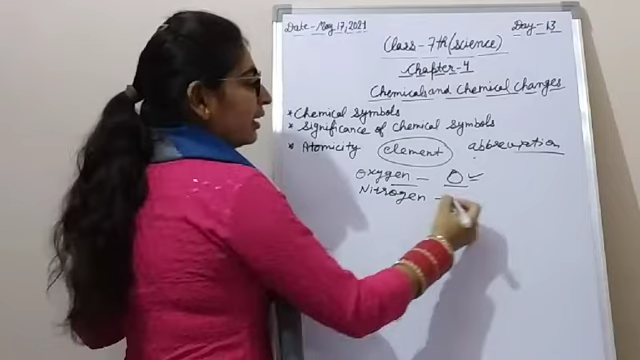 Date - May 17, 2021
Day - 13
Class - 7th (science)
Chapter - 4
Chemicals and Chemical Changes
* Chemical Symbols
* Significance of Chemical Symbols
* Atomicity element abbreviation
Oxygen - O ✓
Nitrogen -